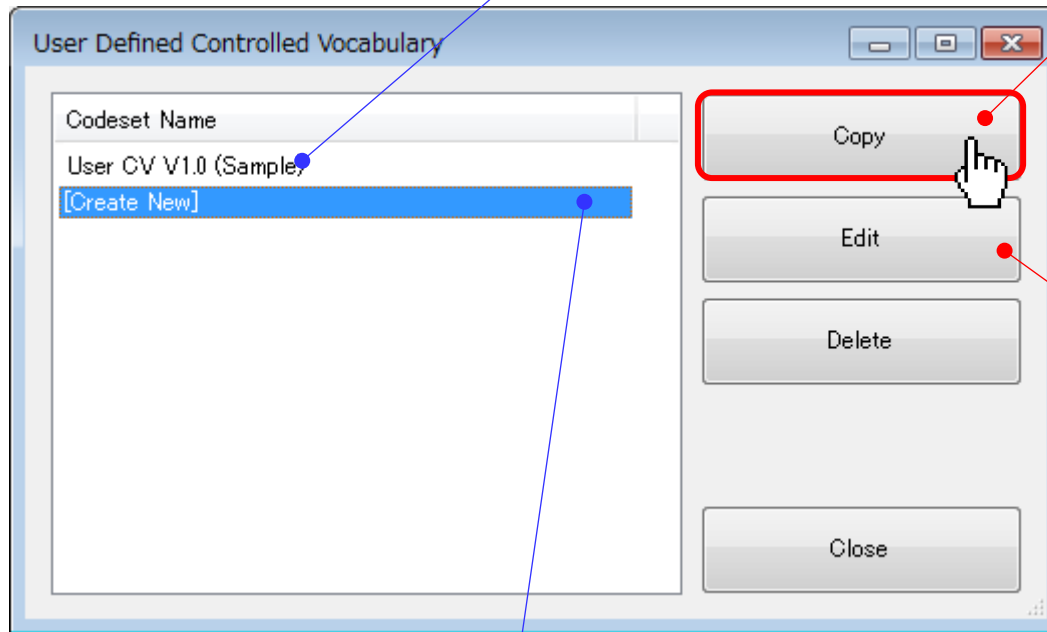 User Defined Controlled Vocabulary
Codeset Name
User CV V1.0 (Sample)
[Create New]
Copy
Edit
Delete
Close